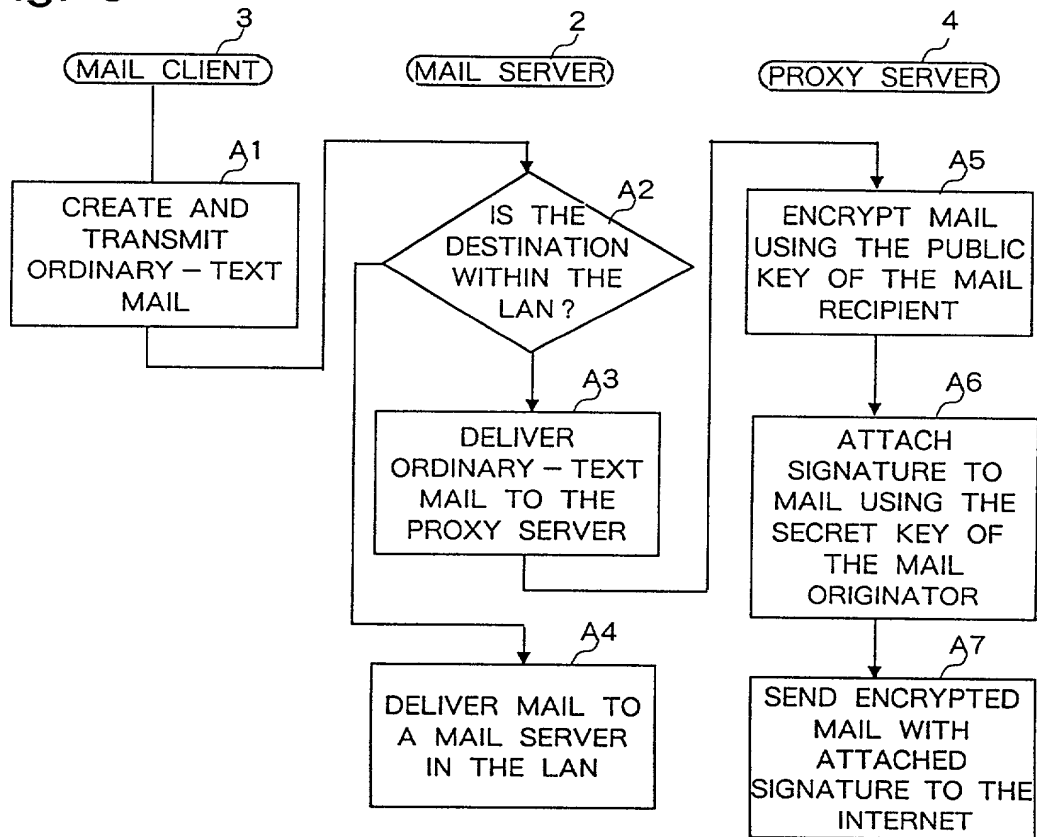 3
MAIL CLIENT
2
MAIL SERVER
4
PROXY SERVER
A1
CREATE AND
TRANSMIT
ORDINARY – TEXT
MAIL
A2
IS THE
DESTINATION
WITHIN THE
LAN ?
A3
DELIVER
ORDINARY – TEXT
MAIL TO THE
PROXY SERVER
A4
DELIVER MAIL TO
A MAIL SERVER
IN THE LAN
A5
ENCRYPT MAIL
USING THE PUBLIC
KEY OF THE MAIL
RECIPIENT
A6
ATTACH
SIGNATURE TO
MAIL USING THE
SECRET KEY OF
THE MAIL
ORIGINATOR
A7
SEND ENCRYPTED
MAIL WITH
ATTACHED
SIGNATURE TO THE
INTERNET